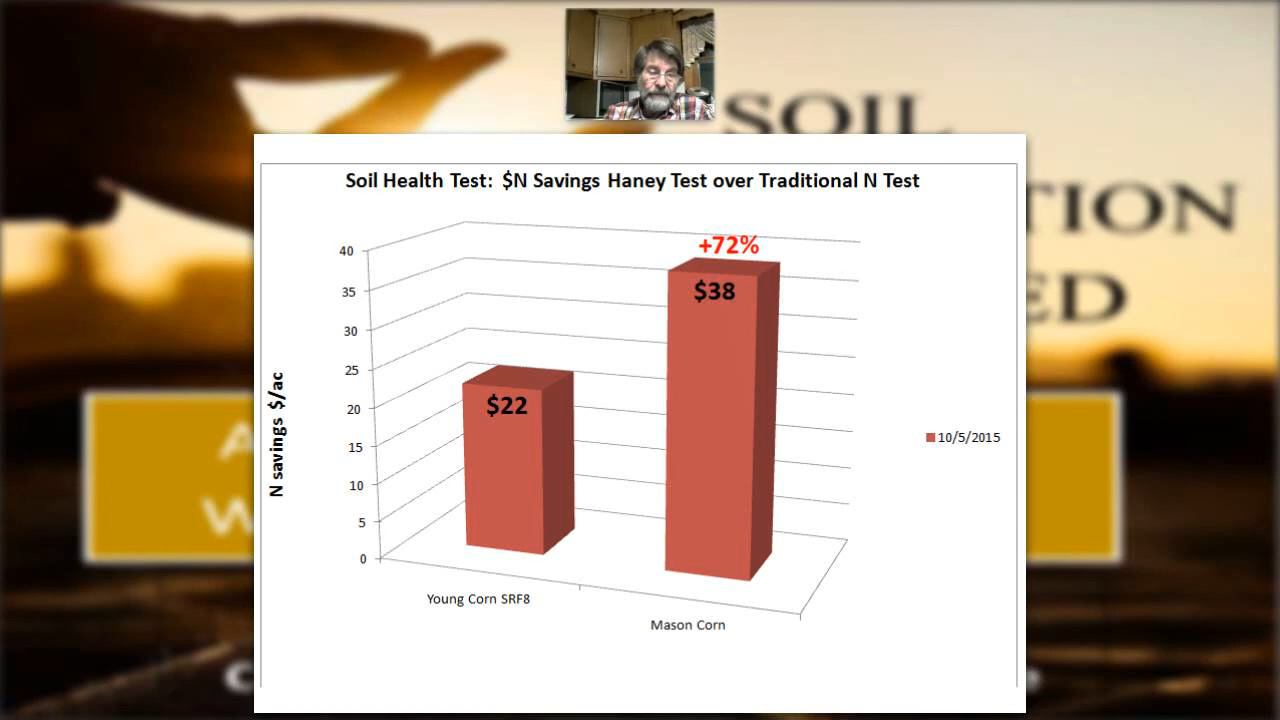 SOIL
TION
ED
Soil Health Test: $N Savings Haney Test over Traditional N Test
+72%
$38
$22
40
35
30
25
20
15
10
5
0
N savings $/ac
10/5/2015
Young Corn SRF8
Mason Corn